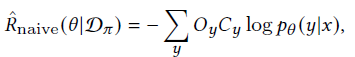 R̂_naive(θ|𝒟_π) = − ∑_y O_y C_y log p_θ(y|x),